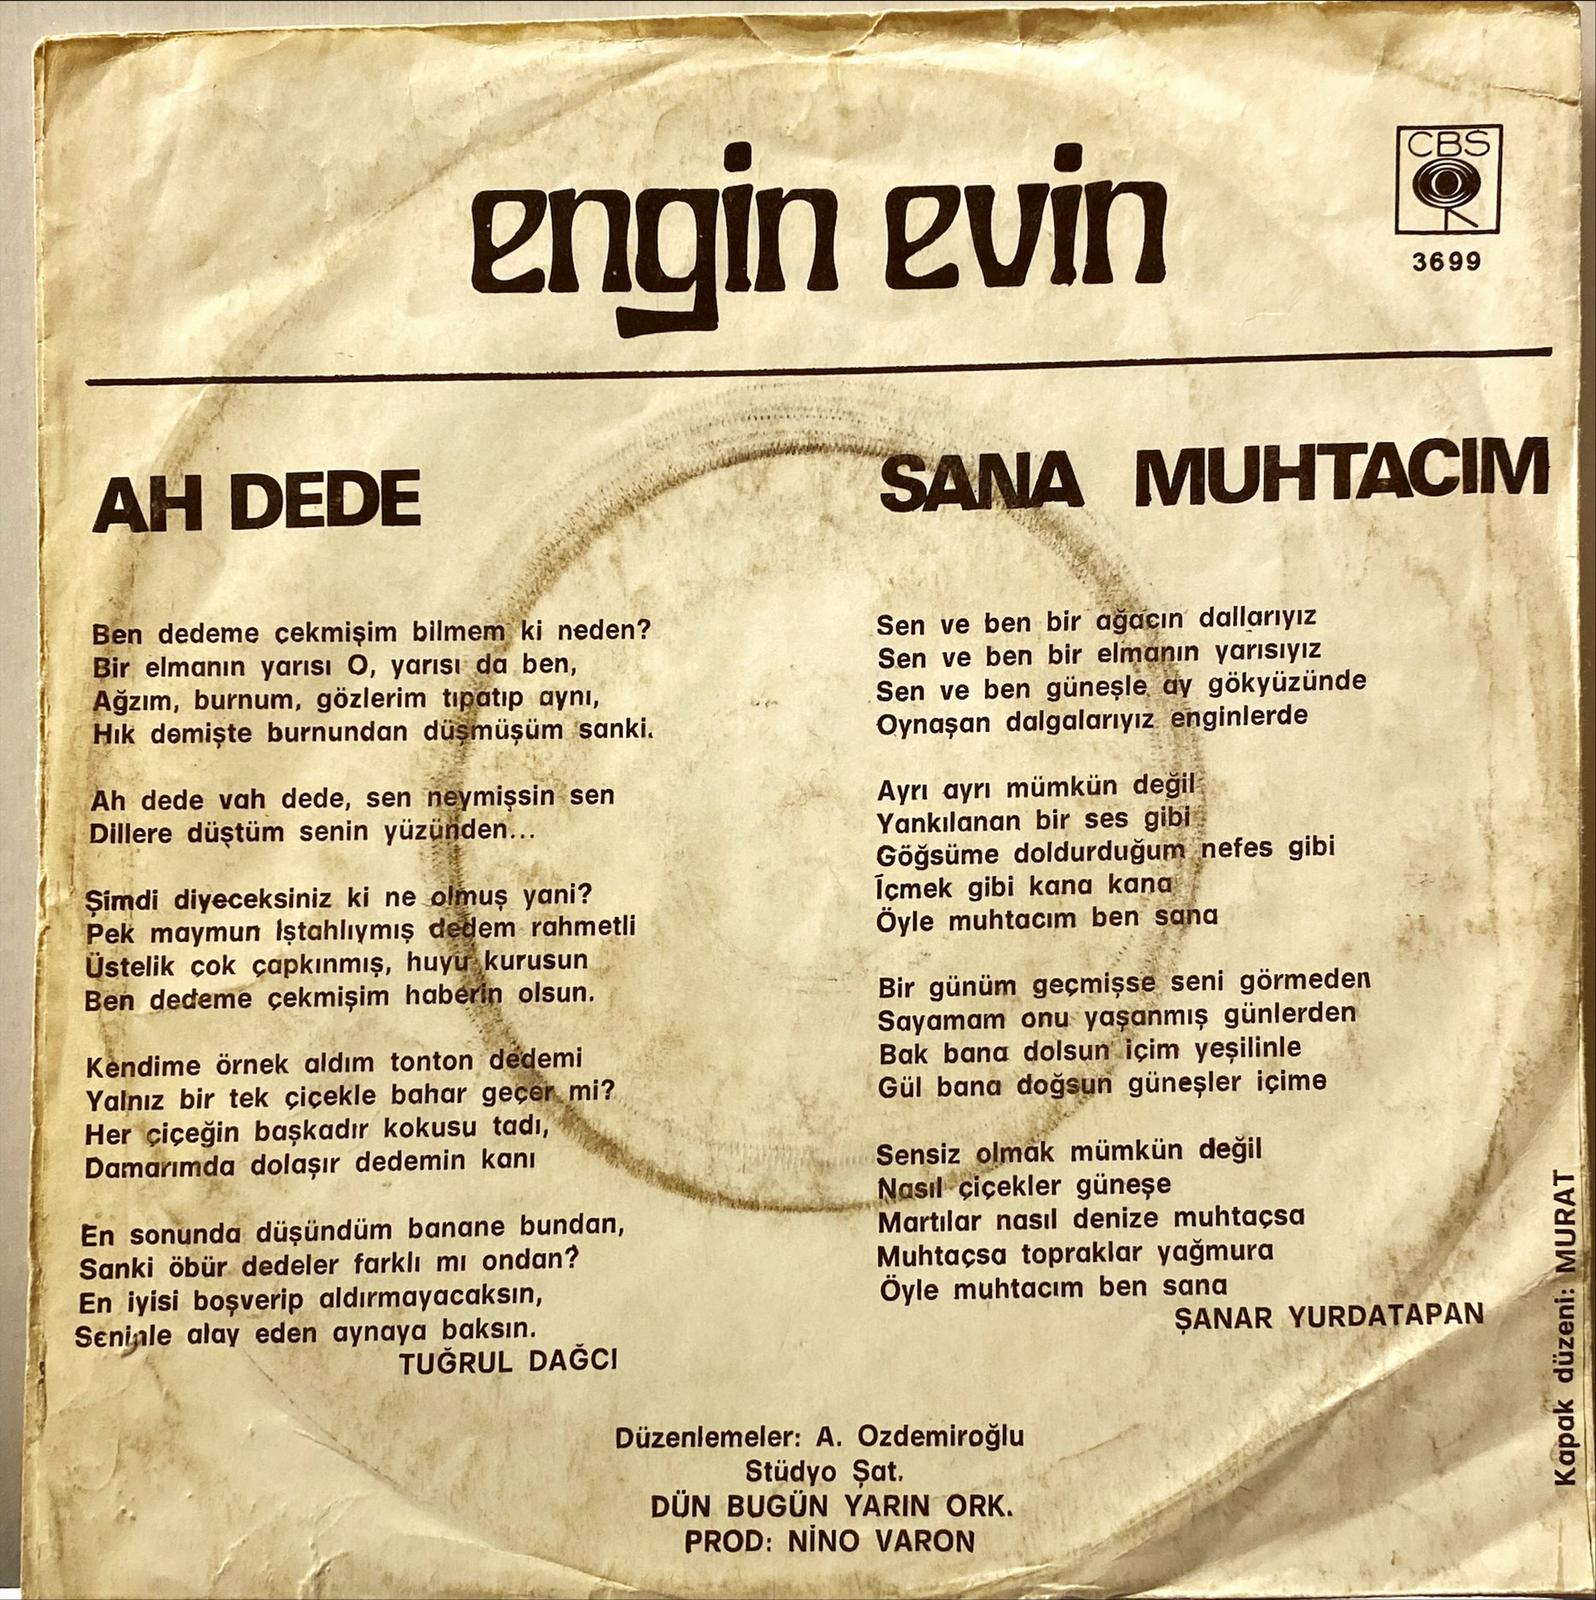 engin evin
CBS
3699
AH DEDE
Ben dedeme çekmişim bilmem ki neden?
Bir elmanın yarısı O, yarısı da ben,
Ağzım, burnum, gözlerim tıpatıp aynı,
Hık demişte burnundan düşmüşüm sanki.
Ah dede vah dede, sen neymişsin sen
Dillere düştüm senin yüzünden...
Şimdi diyeceksiniz ki ne olmuş yani?
Pek maymun İştahlıymış dedem rahmetli
Üstelik çok çapkınmış, huyu kurusun
Ben dedeme çekmişim haberin olsun.
Kendime örnek aldım tonton dedemi
Yalnız bir tek çiçekle bahar geçer mi?
Her çiçeğin başkadır kokusu tadı,
Damarımda dolaşır dedemin kanı
En sonunda düşündüm banane bundan,
Sanki öbür dedeler farklı mı ondan?
En iyisi boşverip aldırmayacaksın,
Seninle alay eden aynaya baksın.
TUĞRUL DAĞCI
SANA MUHTACIM
Sen ve ben bir ağacın dallarıyız
Sen ve ben bir elmanın yarısıyız
Sen ve ben güneşle ay gökyüzünde
Oynaşan dalgalarıyız enginlerde
Ayrı ayrı mümkün değil
Yankılanan bir ses gibi
Göğsüme doldurduğum nefes gibi
İçmek gibi kana kana
Öyle muhtacım ben sana
Bir günüm geçmişse seni görmeden
Sayamam onu yaşanmış günlerden
Bak bana dolsun içim yeşilinle
Gül bana doğsun güneşler içime
Sensiz olmak mümkün değil
Nasıl çiçekler güneşe
Martılar nasıl denize muhtaçsa
Muhtaçsa topraklar yağmura
Öyle muhtacım ben sana
ŞANAR YURDATAPAN
Düzenlemeler: A. Ozdemiroğlu
Stüdyo Şat.
DÜN BUGÜN YARIN ORK.
PROD: NİNO VARON
Kapak düzeni: MURAT